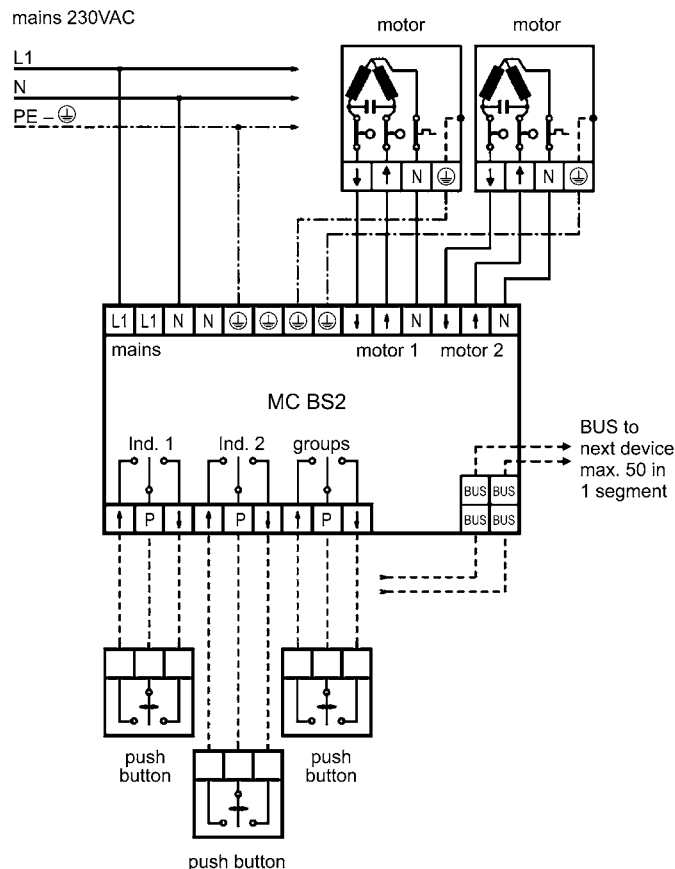 mains 230VAC
motor
motor
L1
N
PE –
N
N
L1 L1 N N N N
mains
motor 1
motor 2
MC BS2
Ind. 1
Ind. 2
groups
BUS to
next device
max. 50 in
1 segment
BUS BUS
BUS BUS
P
P
P
push
button
push
button
push button